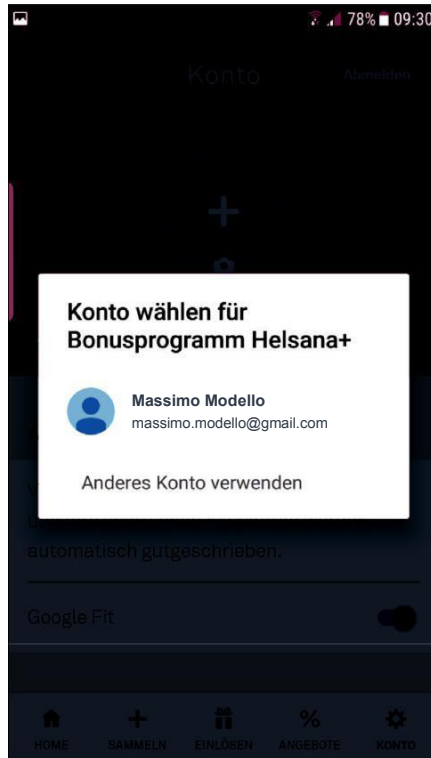 78% 09:30
Konto
Abmelden
Konto wählen für
Bonusprogramm Helsana+
Massimo Modello
massimo.modello@gmail.com
Anderes Konto verwenden
automatisch gutgeschrieben.
Google Fit
HOME SAMMELN EINLÖSEN ANGEBOTE KONTO